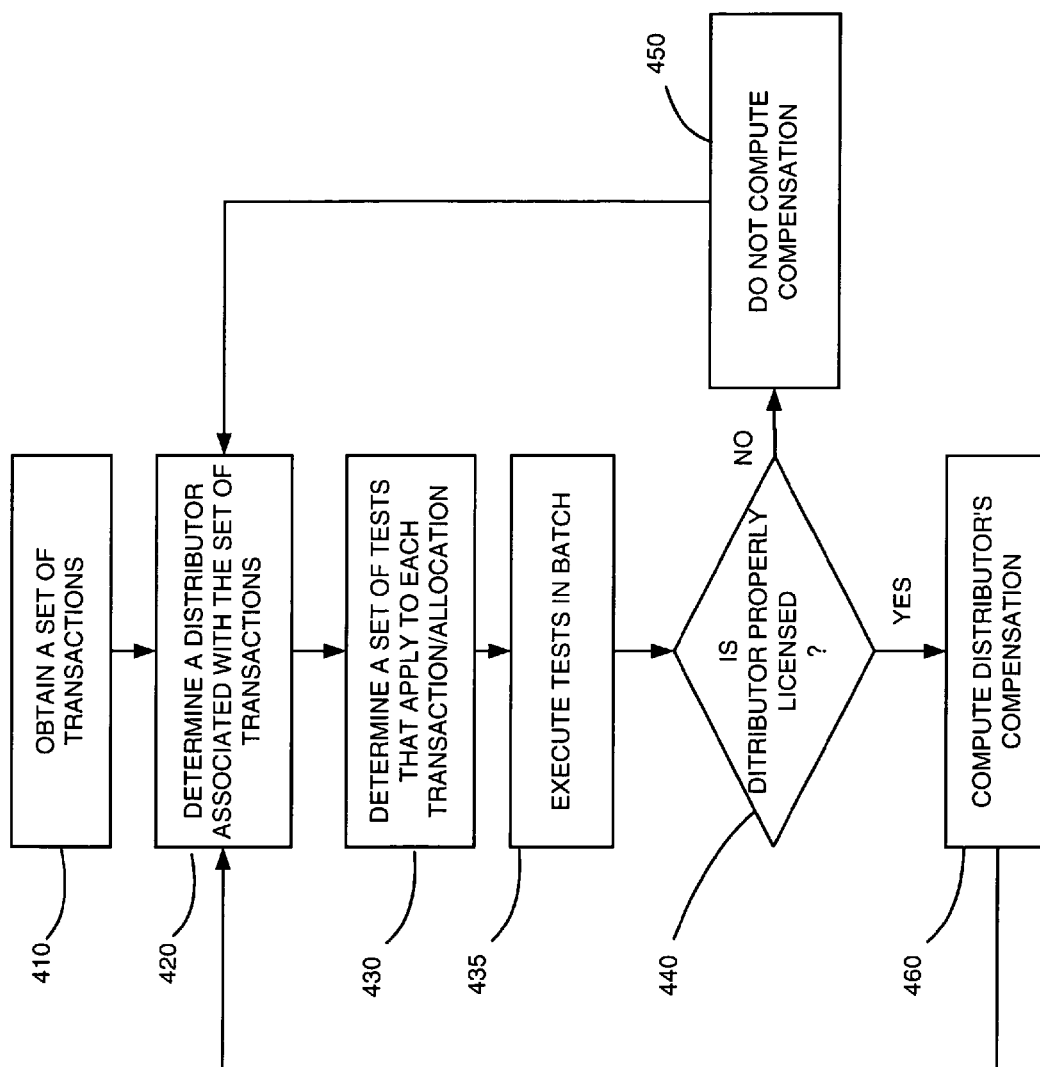 410
OBTAIN A SET OF
TRANSACTIONS
420
DETERMINE A DISTRIBUTOR
ASSOCIATED WITH THE SET OF
TRANSACTIONS
430
DETERMINE A SET OF TESTS
THAT APPLY TO EACH
TRANSACTION/ALLOCATION
435
EXECUTE TESTS IN BATCH
440
IS
DITRIBUTOR PROPERLY
LICENSED
?
NO
450
DO NOT COMPUTE
COMPENSATION
YES
460
COMPUTE DISTRIBUTOR'S
COMPENSATION